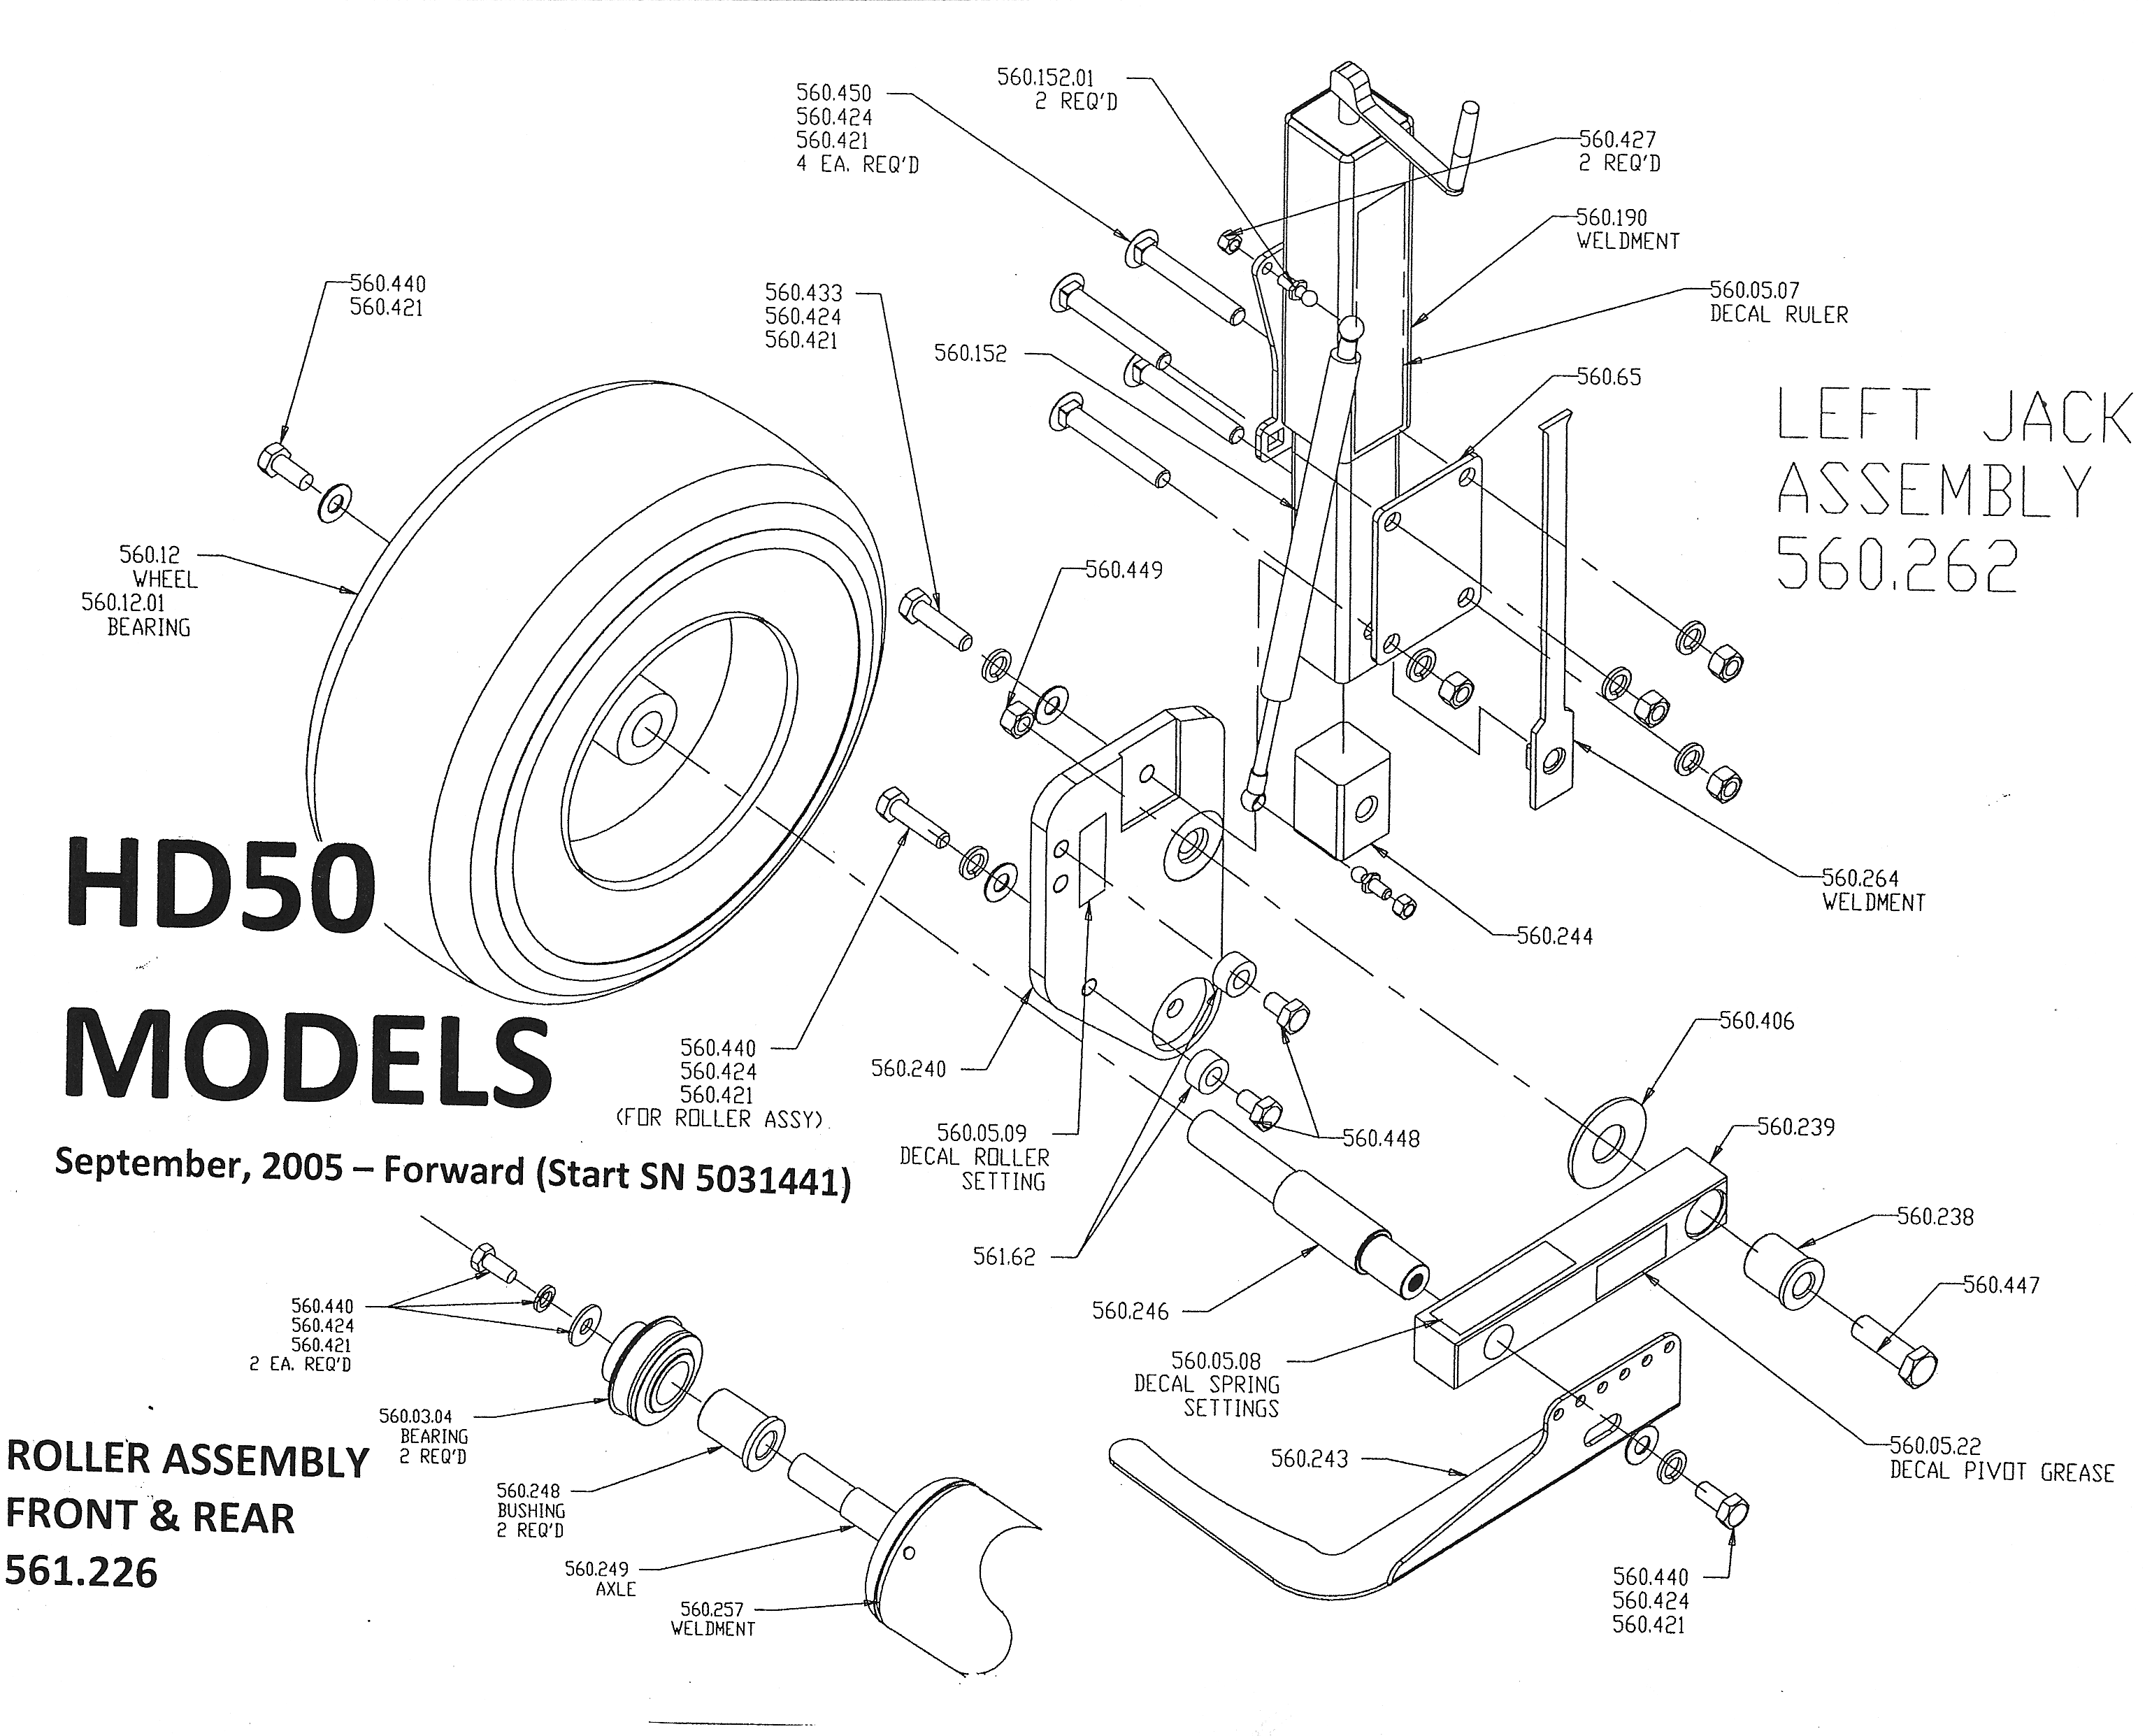 560.450
560.424
560.421
4 EA. REQ'D
560.152.01
2 REQ'D
560.427
2 REQ'D
560.190
WELDMENT
560.05.07
DECAL RULER
560.440
560.421
560.433
560.424
560.421
560.152
560.65
LEFT JACK
ASSEMBLY
560.262
560.12
WHEEL
560.12.01
BEARING
560.449
560.264
WELDMENT
560.244
HD50
MODELS
September, 2005 – Forward (Start SN 5031441)
560.440
560.424
560.421
(FOR ROLLER ASSY)
560.240
560.05.09
DECAL ROLLER
SETTING
560.448
560.406
560.239
560.238
560.447
561.62
560.246
560.05.08
DECAL SPRING
SETTINGS
560.243
560.05.22
DECAL PIVOT GREASE
560.440
560.424
560.421
560.440
560.424
560.421
2 EA. REQ'D
560.03.04
BEARING
2 REQ'D
560.248
BUSHING
2 REQ'D
560.249
AXLE
560.257
WELDMENT
ROLLER ASSEMBLY
FRONT & REAR
561.226